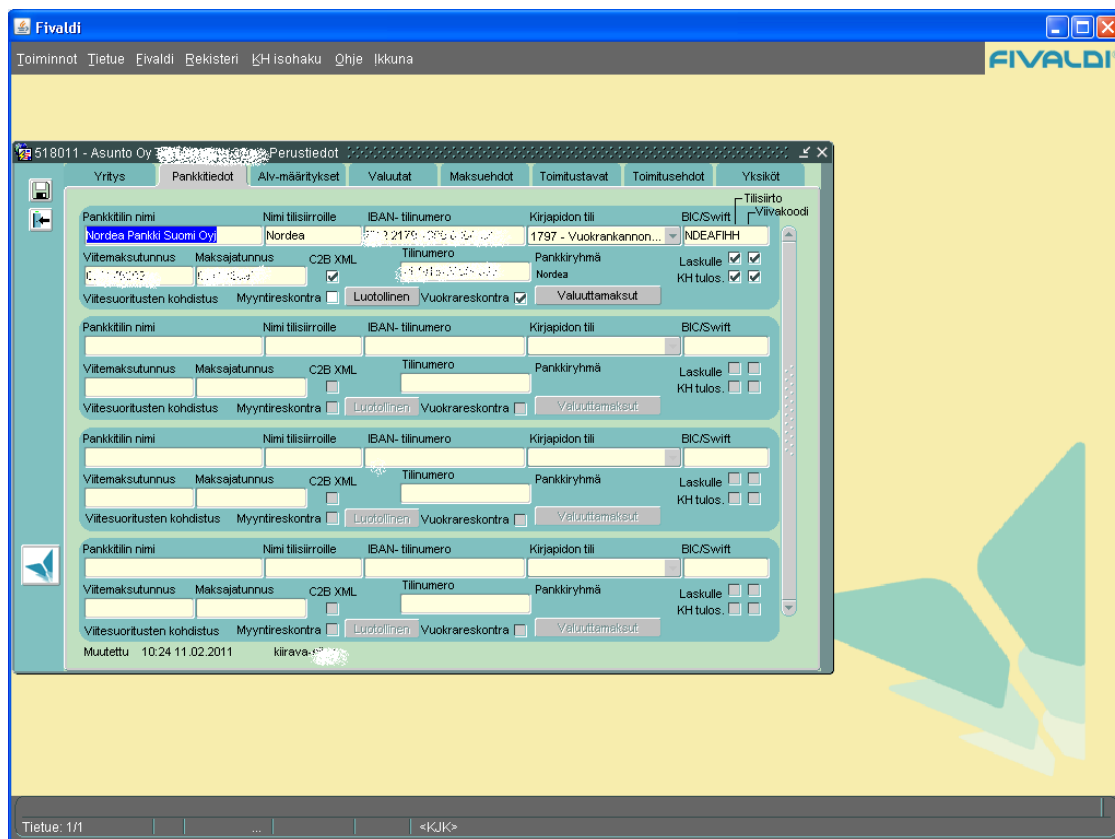 Fivaldi
Toiminnot Tietue Fivaldi Rekisteri KH isohaku Ohje Ikkuna
FIVALDI
518011 - Asunto Oy Perustiedot
Yritys Pankkitiedot Alv-määritykset Valuutat Maksuehdot Toimitustavat Toimitusehdot Yksiköt
Tilisiirto
Viivakoodi
Pankkitilin nimi Nimi tilisiirroille IBAN- tilinumero Kirjapidon tili BIC/Swift
Nordea Pankki Suomi Oyj Nordea 1797 - Vuokrankannon... NDEAFIHH
Viitemaksutunnus Maksajatunnus C2B XML Tilinumero Pankkiryhmä Laskulle
Nordea KH tulos.
Viitesuoritusten kohdistus Myyntireskontra Luotollinen Vuokrareskontra Valuuttamaksut
Pankkitilin nimi Nimi tilisiirroille IBAN- tilinumero Kirjapidon tili BIC/Swift
Viitemaksutunnus Maksajatunnus C2B XML Tilinumero Pankkiryhmä Laskulle
KH tulos.
Viitesuoritusten kohdistus Myyntireskontra Luotollinen Vuokrareskontra Valuuttamaksut
Pankkitilin nimi Nimi tilisiirroille IBAN- tilinumero Kirjapidon tili BIC/Swift
Viitemaksutunnus Maksajatunnus C2B XML Tilinumero Pankkiryhmä Laskulle
KH tulos.
Viitesuoritusten kohdistus Myyntireskontra Luotollinen Vuokrareskontra Valuuttamaksut
Pankkitilin nimi Nimi tilisiirroille IBAN- tilinumero Kirjapidon tili BIC/Swift
Viitemaksutunnus Maksajatunnus C2B XML Tilinumero Pankkiryhmä Laskulle
KH tulos.
Viitesuoritusten kohdistus Myyntireskontra Luotollinen Vuokrareskontra Valuuttamaksut
Muutettu 10:24 11.02.2011 kiirava-
Tietue: 1/1 ... <KJK>